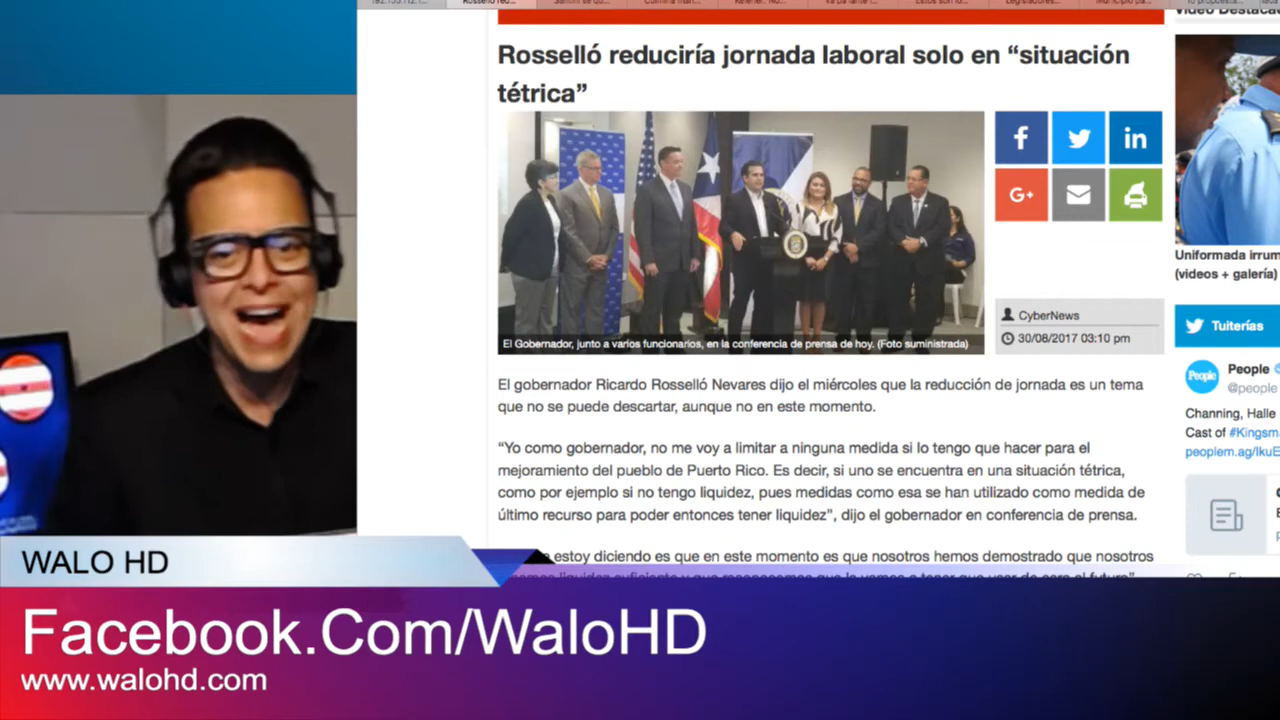 Rosselló reduciría jornada laboral solo en “situación
tétrica”
El Gobernador, junto a varios funcionarios, en la conferencia de prensa de hoy. (Foto suministrada)
CyberNews
30/08/2017 03:10 pm
El gobernador Ricardo Rosselló Nevares dijo el miércoles que la reducción de jornada es un tema
que no se puede descartar, aunque no en este momento.
“Yo como gobernador, no me voy a limitar a ninguna medida si lo tengo que hacer para el
mejoramiento del pueblo de Puerto Rico. Es decir, si uno se encuentra en una situación tétrica,
como por ejemplo si no tengo liquidez, pues medidas como esa se han utilizado como medida de
último recurso para poder entonces tener liquidez”, dijo el gobernador en conferencia de prensa.
estoy diciendo es que en este momento es que nosotros hemos demostrado que nosotros
Uniformada irrum
(videos + galería)
Tuiterías
People
@people
Channing, Halle
Cast of #Kingsm
peoplem.ag/IkuE
WALO HD
Facebook.Com/WaloHD
www.walohd.com